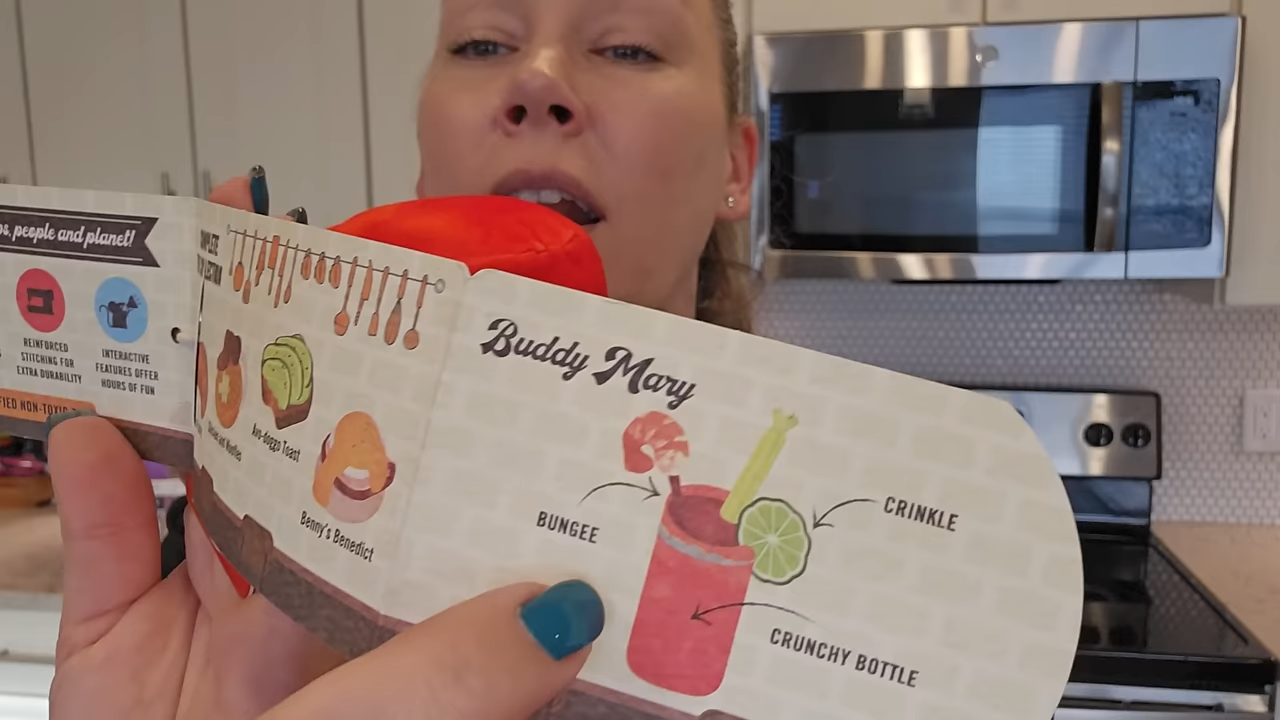 people and planet!
REINFORCED
STITCHING FOR
EXTRA DURABILITY
INTERACTIVE
FEATURES OFFER
HOURS OF FUN
NON-TOXIC
Avo-doggo Toast
Benny's Benedict
Buddy Mary
BUNGEE
CRINKLE
CRUNCHY BOTTLE